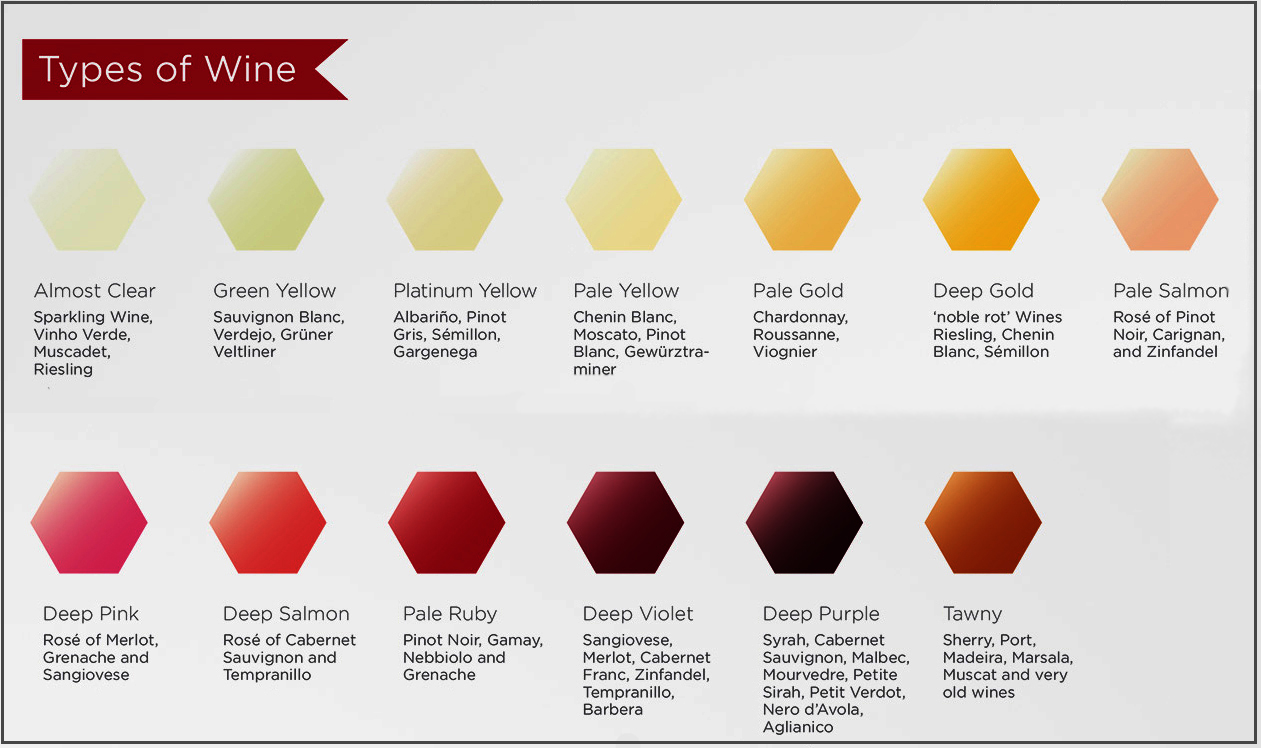 Types of Wine
Almost Clear
Sparkling Wine,
Vinho Verde,
Muscadet,
Riesling
Green Yellow
Sauvignon Blanc,
Verdejo, Grüner
Veltliner
Platinum Yellow
Albariño, Pinot
Gris, Sémillon,
Gargenega
Pale Yellow
Chenin Blanc,
Moscato, Pinot
Blanc, Gewürztra-
miner
Pale Gold
Chardonnay,
Roussanne,
Viognier
Deep Gold
‘noble rot’ Wines
Riesling, Chenin
Blanc, Sémillon
Pale Salmon
Rosé of Pinot
Noir, Carignan,
and Zinfandel
Deep Pink
Rosé of Merlot,
Grenache and
Sangiovese
Deep Salmon
Rosé of Cabernet
Sauvignon and
Tempranillo
Pale Ruby
Pinot Noir, Gamay,
Nebbiolo and
Grenache
Deep Violet
Sangiovese,
Merlot, Cabernet
Franc, Zinfandel,
Tempranillo,
Barbera
Deep Purple
Syrah, Cabernet
Sauvignon, Malbec,
Mourvedre, Petite
Sirah, Petit Verdot,
Nero d’Avola,
Aglianico
Tawny
Sherry, Port,
Madeira, Marsala,
Muscat and very
old wines